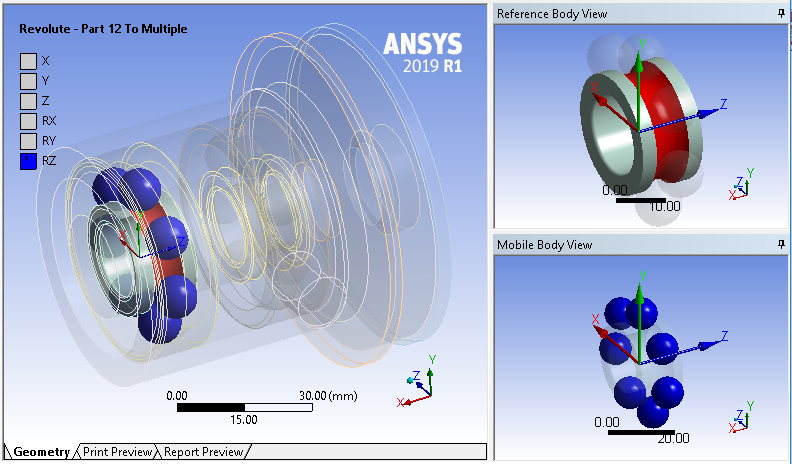 Revolute - Part 12 To Multiple
X
Y
Z
RX
RY
RZ
ANSYS
2019 R1
Y
Z
X
Z
Y
X
0.00
30.00 (mm)
15.00
Geometry
Print Preview
Report Preview
Reference Body View
Y
X
Z
0.00
10.00
Y
Z
X
Mobile Body View
Y
X
Z
0.00
20.00
Y
Z
X